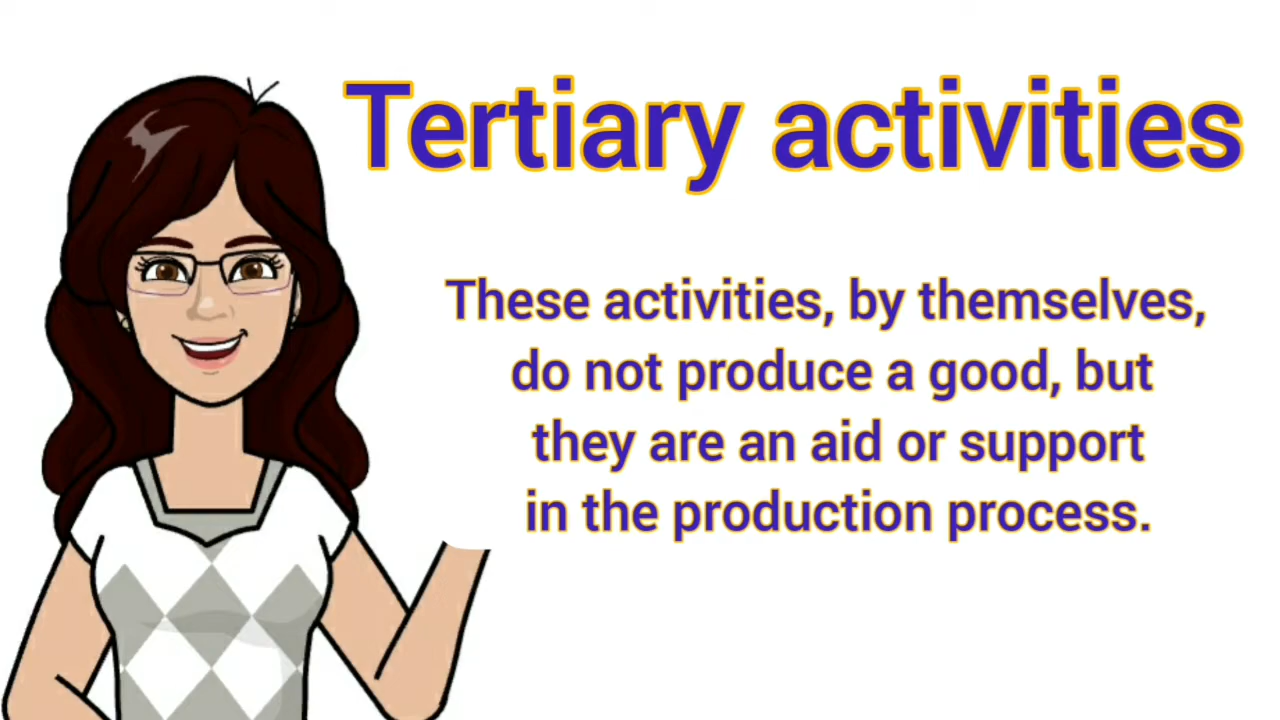 Tertiary activities
These activities, by themselves,
do not produce a good, but
they are an aid or support
in the production process.